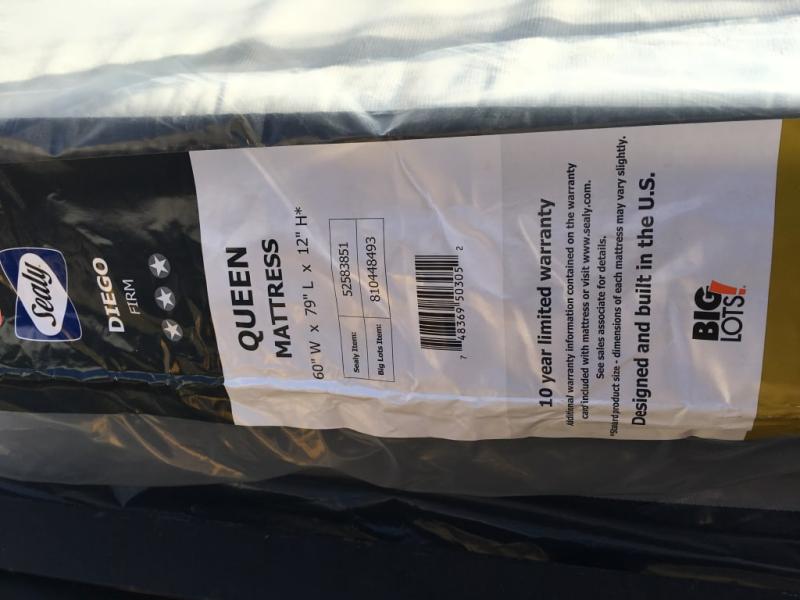 Sealy
DIEGO
FIRM
QUEEN
MATTRESS
60" W x 79" L x 12" H*
Sealy Item: 52583851
Big Lots Item: 810448493
7 48369 50305 2
10 year limited warranty
Additional warranty information contained on the warranty
card included with mattress or visit www.sealy.com.
See sales associate for details.
product size - dimensions of each mattress may vary slightly.
Designed and built in the U.S.
BIG
LOTS!